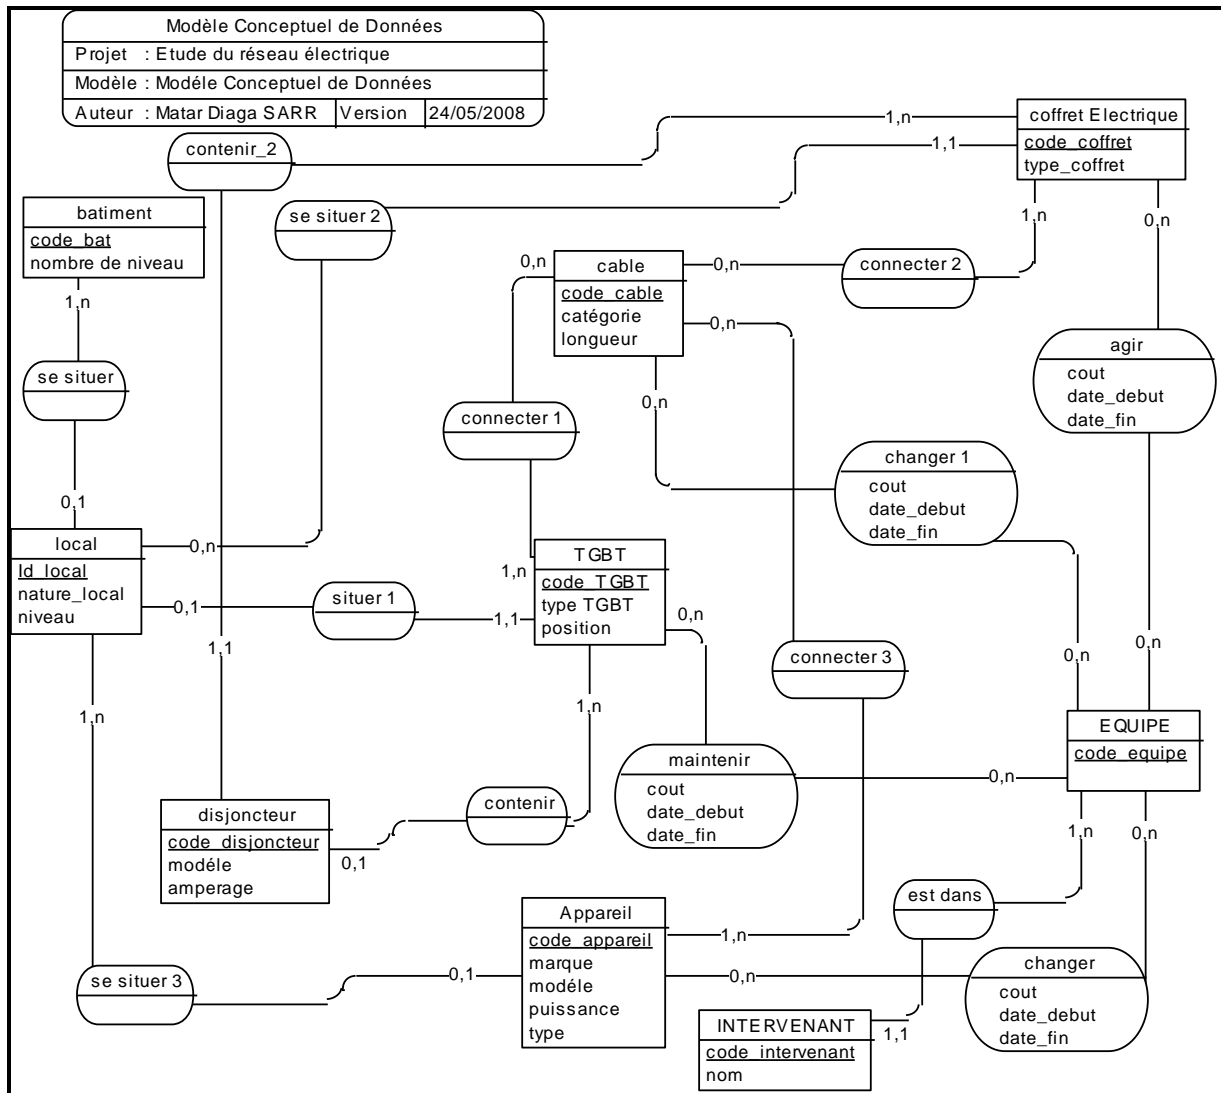 Modèle Conceptuel de Données
Projet : Etude du réseau électrique
Modèle : Modéle Conceptuel de Données
Auteur : Matar Diaga SARR Version 24/05/2008
contenir_2
1,n
coffret Electrique
code_coffret
type_coffret
1,1
batiment
code_bat
nombre de niveau
se situer 2
1,n
0,n
0,n
cable
code_cable
catégorie
longueur
0,n
connecter 2
1,n
0,n
se situer
0,n
connecter 1
agir
cout
date_debut
date_fin
changer 1
cout
date_debut
date_fin
0,1
local
Id_local
nature_local
niveau
0,n
0,1
situer 1
1,1
1,n
TGBT
code_TGBT
type TGBT
position
0,n
connecter 3
0,n
0,n
1,1
1,n
1,n
EQUIPE
code_equipe
maintenir
cout
date_debut
date_fin
0,n
disjoncteur
code_disjoncteur
modéle
amperage
0,1
contenir
1,n
0,n
est dans
Appareil
code_appareil
marque
modéle
puissance
type
1,n
0,n
se situer 3
0,1
changer
cout
date_debut
date_fin
INTERVENANT
code_intervenant
nom
1,1